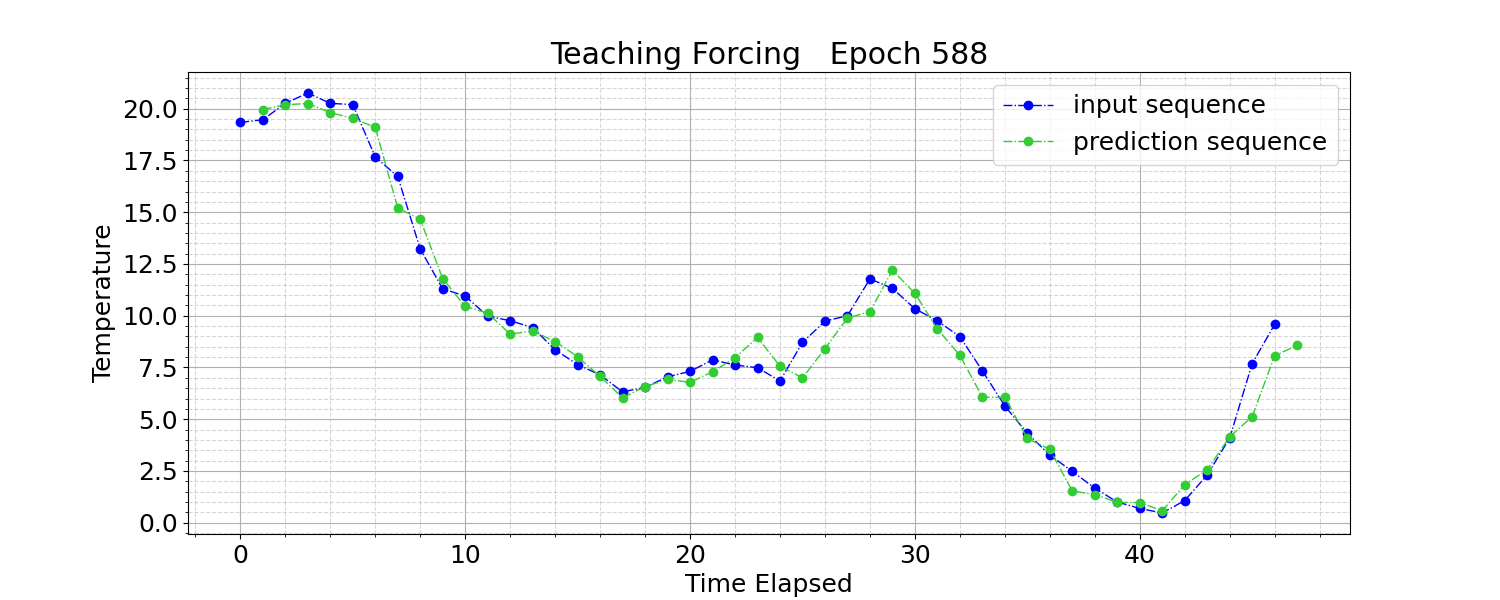 Teaching Forcing   Epoch 588
input sequence
prediction sequence
Temperature
20.0
17.5
15.0
12.5
10.0
7.5
5.0
2.5
0.0
0 10 20 30 40
Time Elapsed